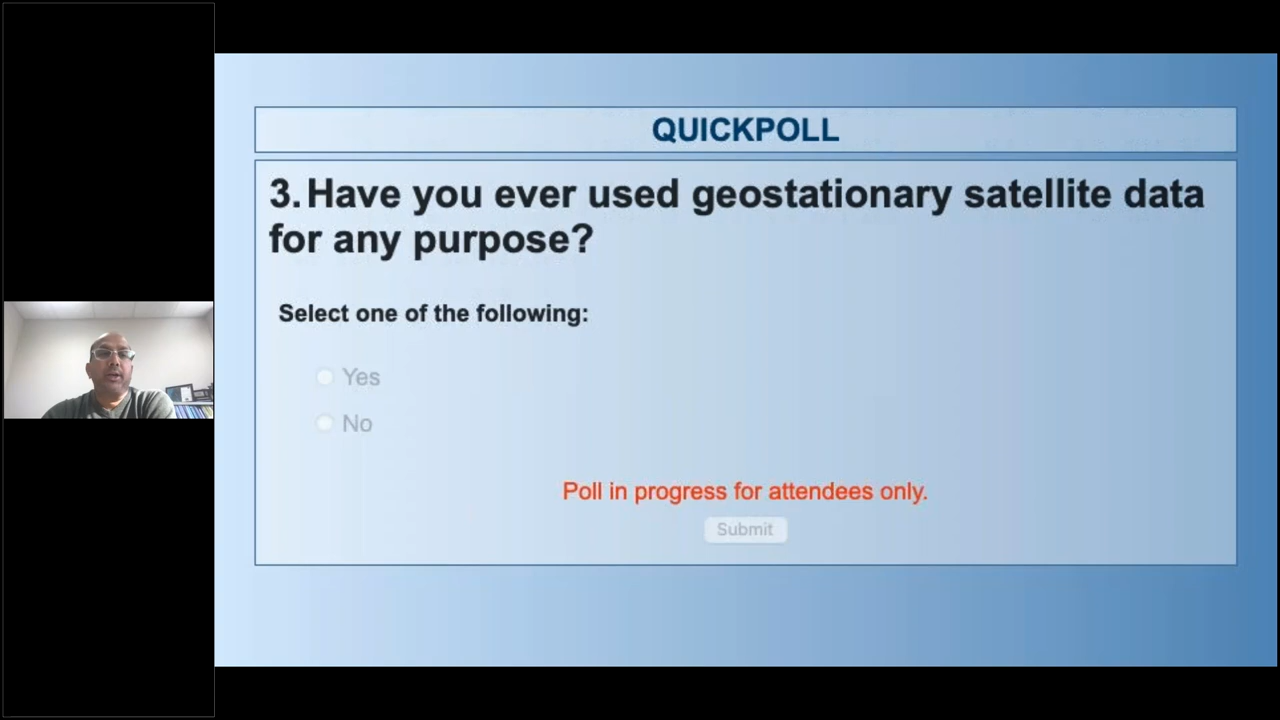 QUICKPOLL
3. Have you ever used geostationary satellite data
for any purpose?
Select one of the following:
Yes
No
Poll in progress for attendees only.
Submit